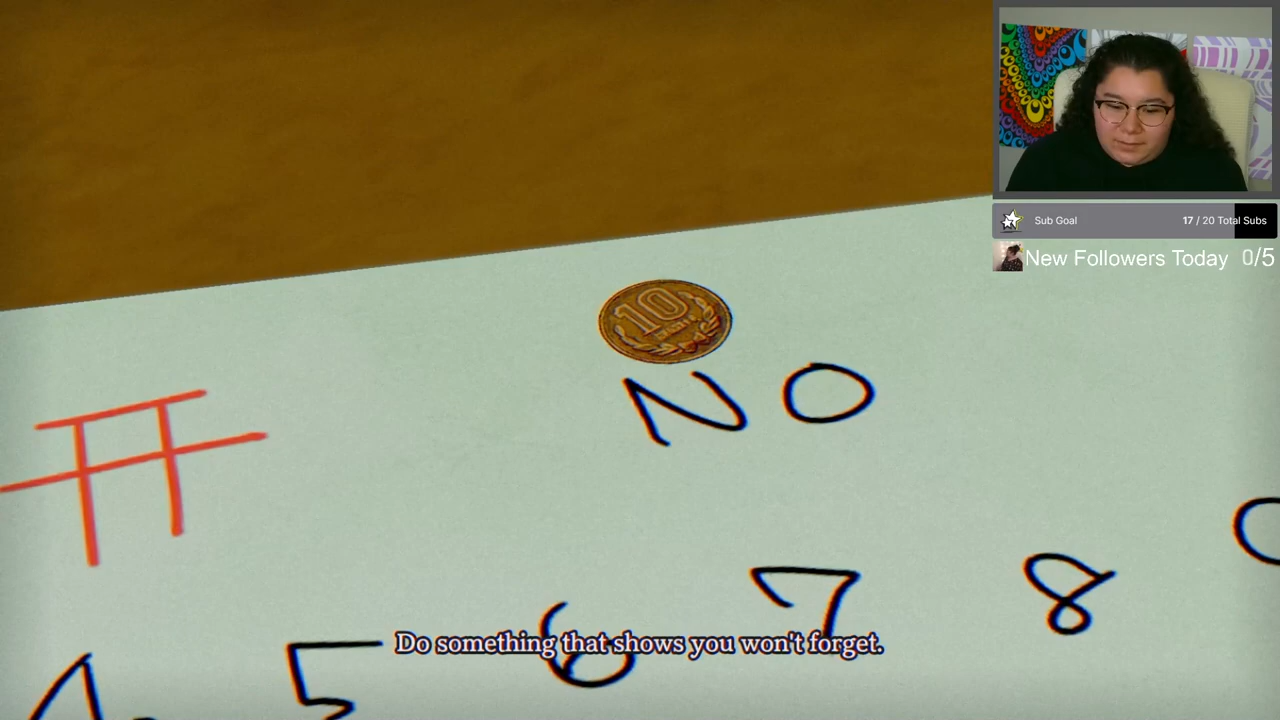 Sub Goal
17 / 20 Total Subs
New Followers Today 0/5
10
NO
4 5 6 7 8
Do something that shows you won't forget.